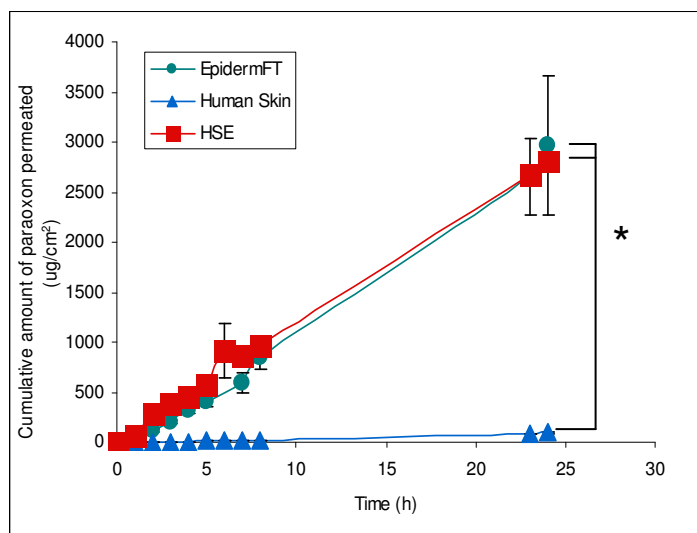 Cumulative amount of paraoxon permeated
(ug/cm²)
4000
3500
3000
2500
2000
1500
1000
500
0
EpidermFT
Human Skin
HSE
*
0 5 10 15 20 25 30
Time (h)